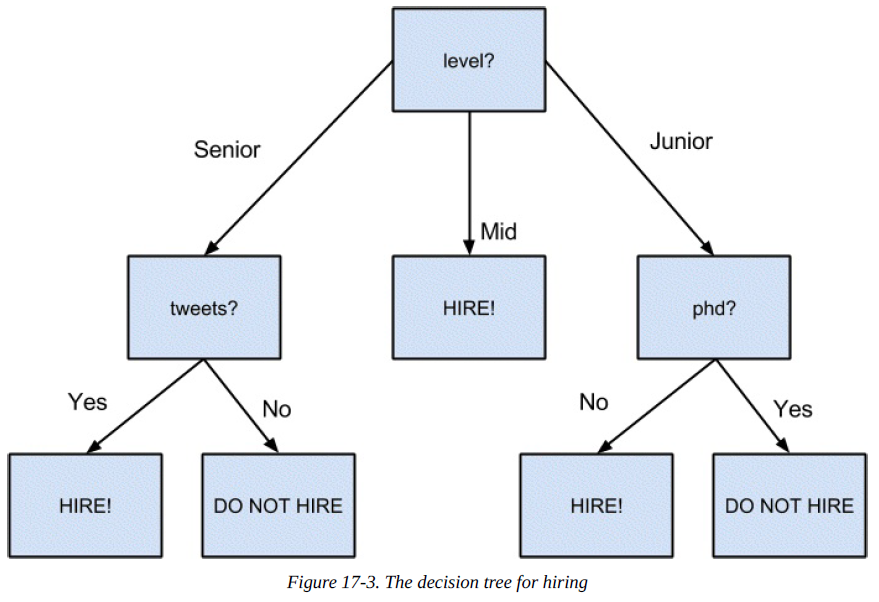 level?
Senior
Junior
Mid
tweets?
HIRE!
phd?
Yes
No
No
Yes
HIRE!
DO NOT HIRE
HIRE!
DO NOT HIRE
Figure 17-3. The decision tree for hiring